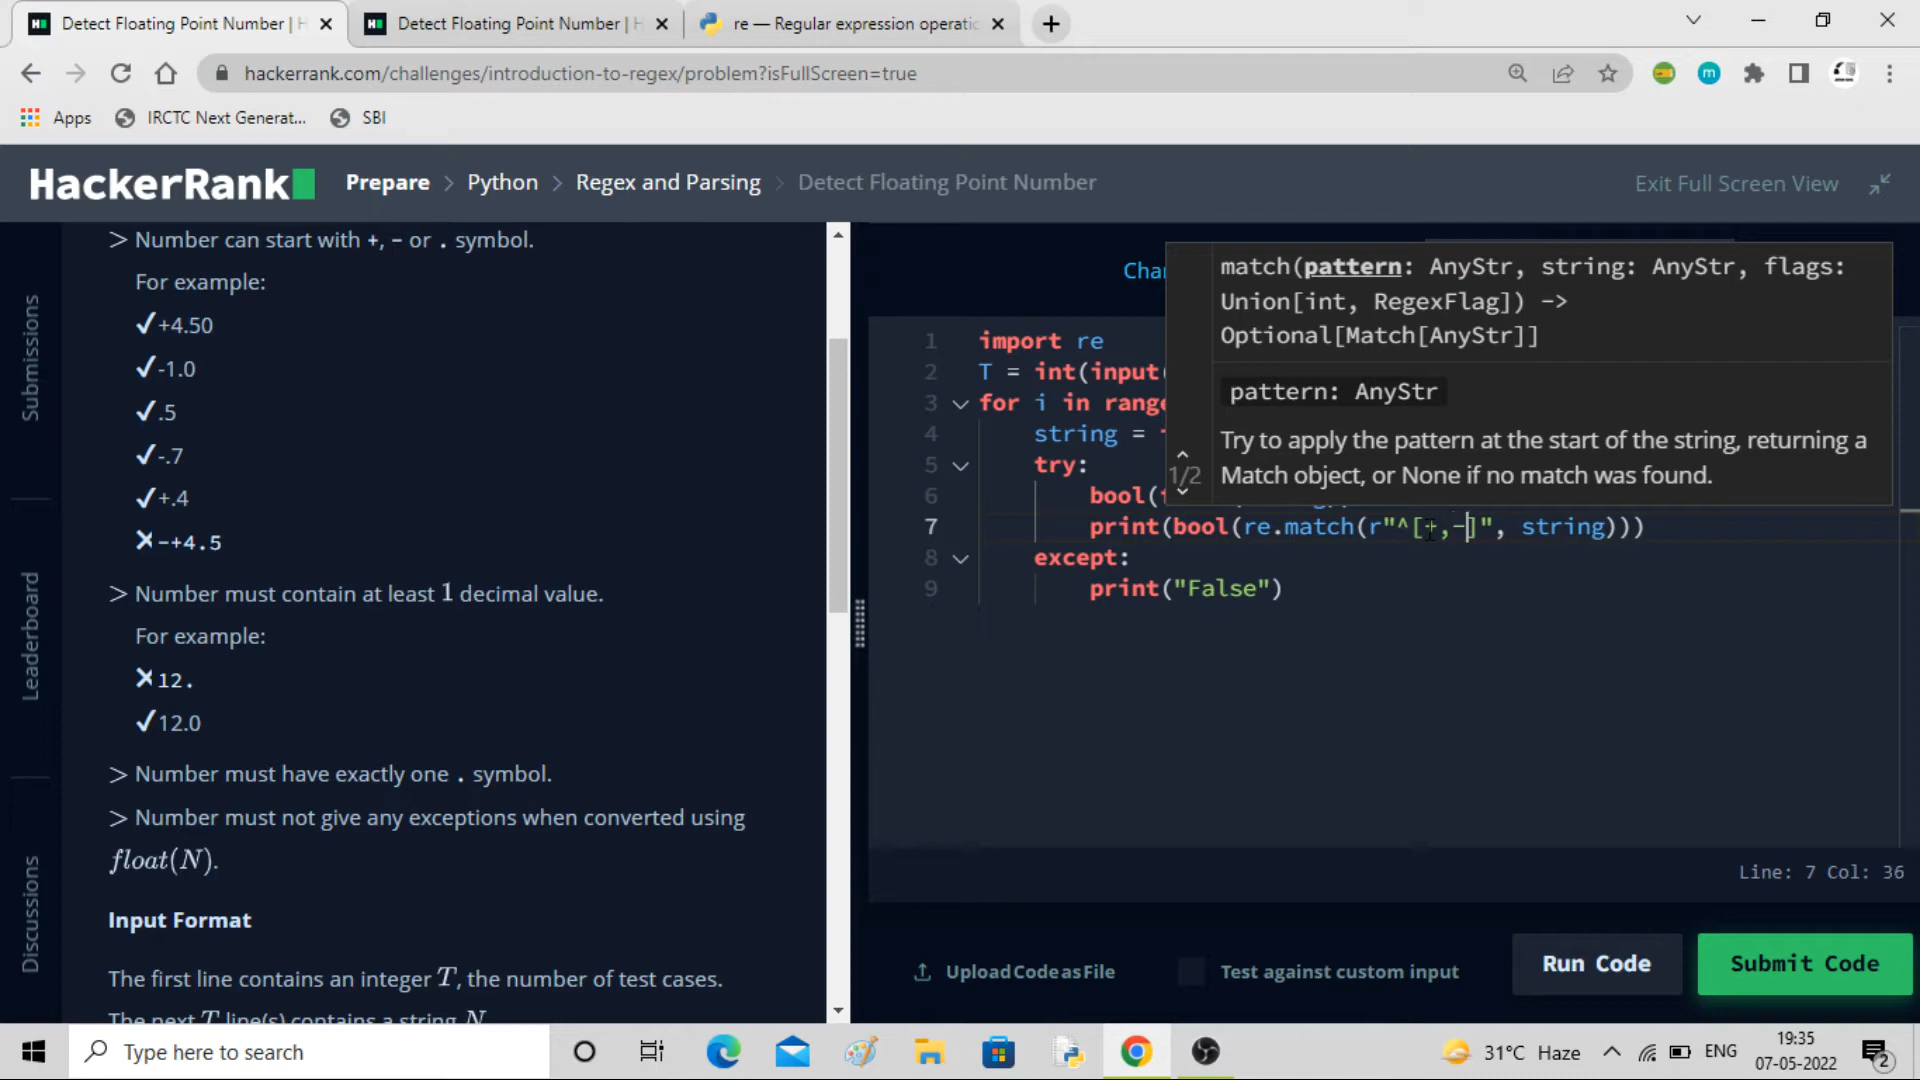 Detect Floating Point Number | H
Detect Floating Point Number | H
re — Regular expression operatic
hackerrank.com/challenges/introduction-to-regex/problem?isFullScreen=true
Apps
IRCTC Next Generat...
SBI
HackerRank
Prepare > Python > Regex and Parsing > Detect Floating Point Number
Exit Full Screen View
Submissions
Leaderboard
Discussions
> Number can start with +, - or . symbol.
For example:
✔+4.50
✔-1.0
✔.5
✔-.7
✔+.4
✖-+4.5
> Number must contain at least 1 decimal value.
For example:
✖12.
✔12.0
> Number must have exactly one . symbol.
> Number must not give any exceptions when converted using
float(N).
Input Format
The first line contains an integer T, the number of test cases.
The next T line(s) contains a string N
Cha
match(pattern: AnyStr, string: AnyStr, flags:
Union[int, RegexFlag]) ->
Optional[Match[AnyStr]]
pattern: AnyStr
Try to apply the pattern at the start of the string, returning a
Match object, or None if no match was found.
1/2
1 import re
2 T = int(input(
3 for i in range
4 string =
5 try:
6 bool(
7 print(bool(re.match(r"^[+,-]", string)))
8 except:
9 print("False")
Line: 7 Col: 36
Upload Code as File
Test against custom input
Run Code
Submit Code
Type here to search
31°C Haze
ENG
19:35
07-05-2022
2